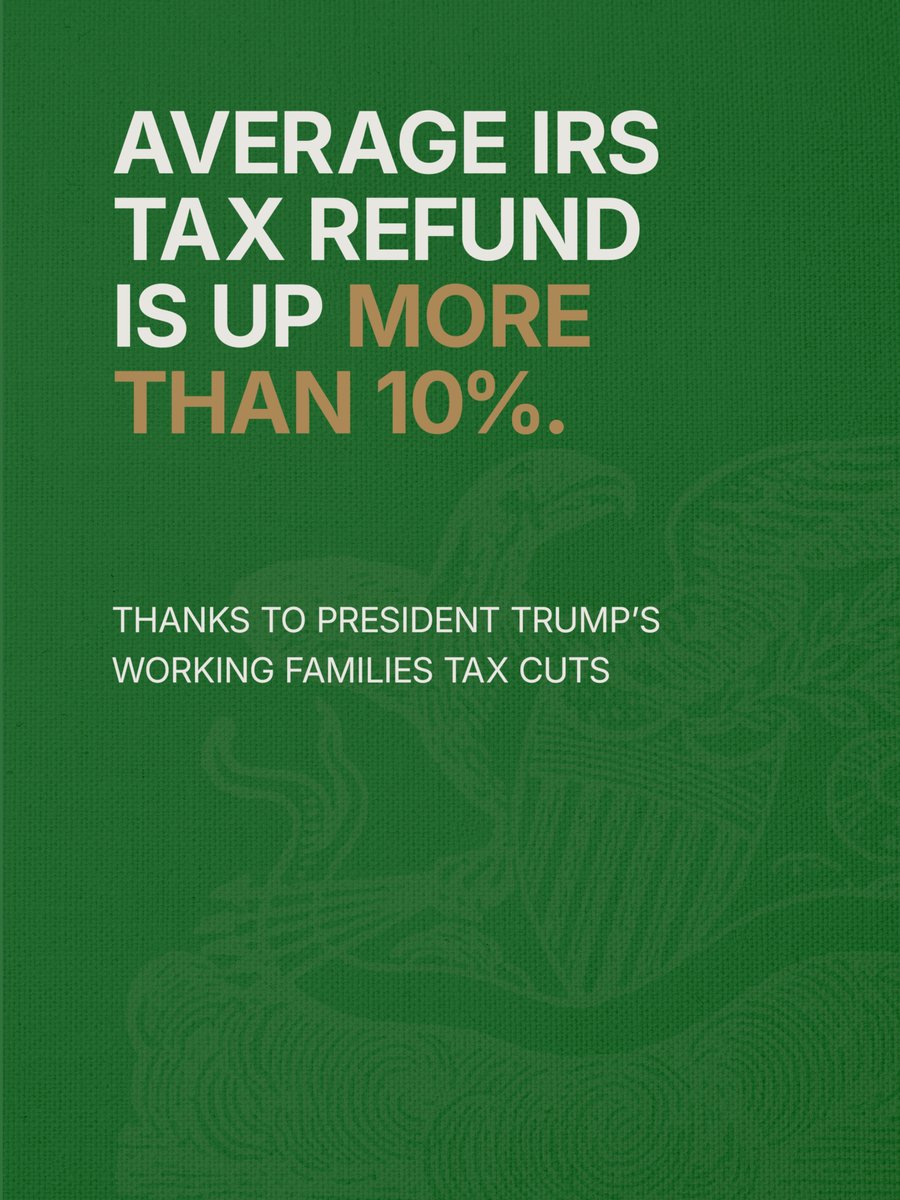 AVERAGE IRS
TAX REFUND
IS UP MORE
THAN 10%.
THANKS TO PRESIDENT TRUMP’S
WORKING FAMILIES TAX CUTS